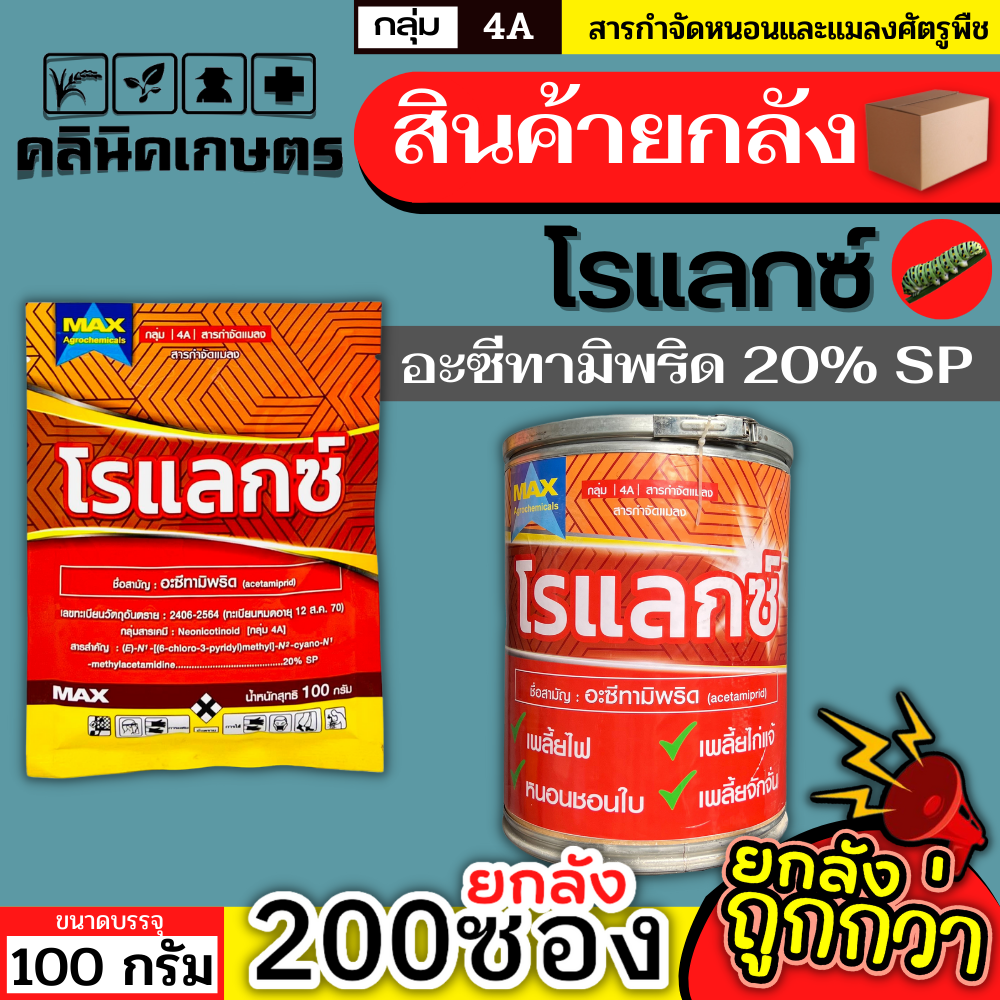 กลุ่ม 4A สารกำจัดหนอนและแมลงศัตรูพืช
คลินิคเกษตร
สินค้ายกลัง
โรแลกซ์
อะซีทามิพริด 20% SP
MAX
Agrochemicals
กลุ่ม |4A| สารกำจัดแมลง
สารกำจัดแมลง
โรแลกซ์
ชื่อสามัญ : อะซีทามิพริด (acetamiprid)
เลขทะเบียนวัตถุอันตราย : 2406-2564 (ทะเบียนหมดอายุ 12 ส.ค. 70)
กลุ่มสารเคมี : Neonicotinoid [กลุ่ม 4A]
สารสำคัญ : (E)-N¹-[(6-chloro-3-pyridyl)methyl]-N²-cyano-N¹
-methylacetamidine........................................20% SP
MAX
น้ำหนักสุทธิ 100 กรัม
MAX
Agrochemicals
กลุ่ม |4A| สารกำจัดแมลง
สารกำจัดแมลง
โรแลกซ์
ชื่อสามัญ : อะซีทามิพริด (acetamiprid)
เพลี้ยไฟ เพลี้ยไก่แจ้
หนอนชอนใบ เพลี้ยจักจั่น
ขนาดบรรจุ
100 กรัม
ยกลัง
200ซอง
ยกลัง
ถูกกว่า